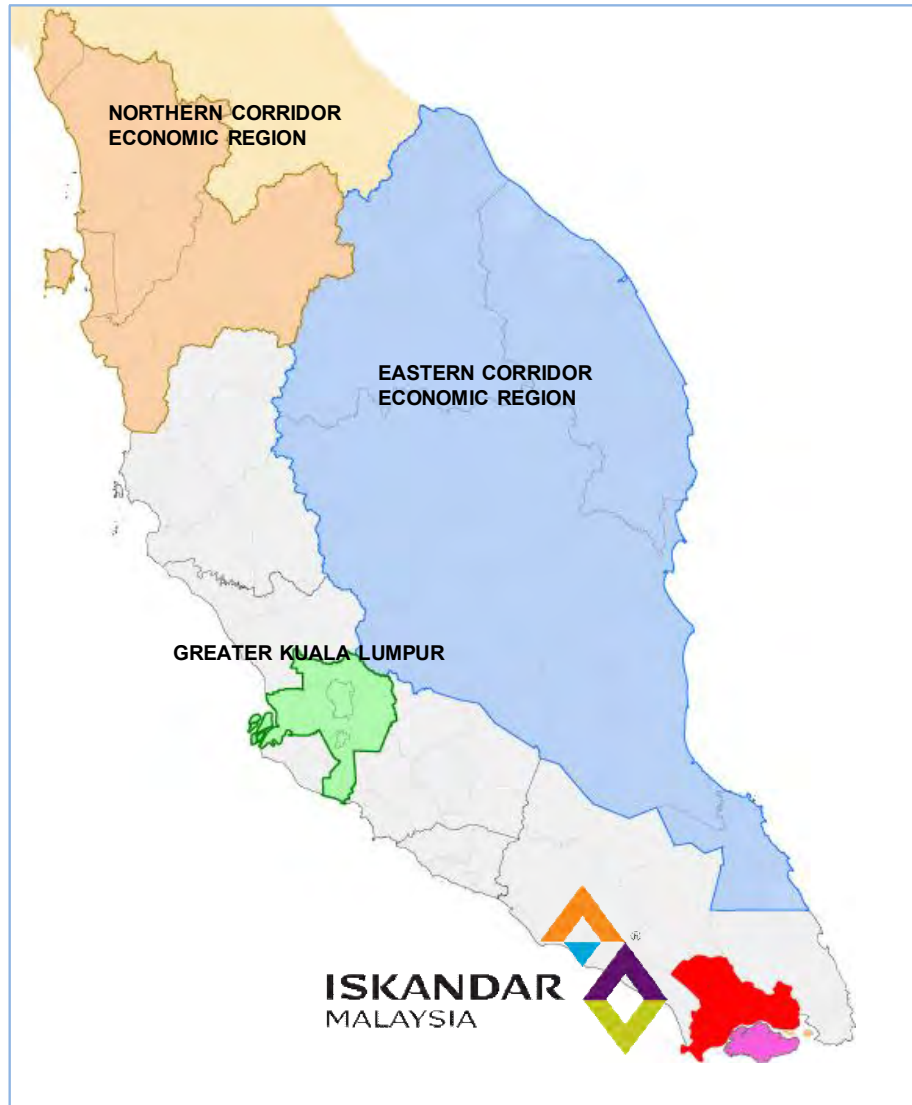 NORTHERN CORRIDOR
ECONOMIC REGION
EASTERN CORRIDOR
ECONOMIC REGION
GREATER KUALA LUMPUR
®
ISKANDAR
MALAYSIA